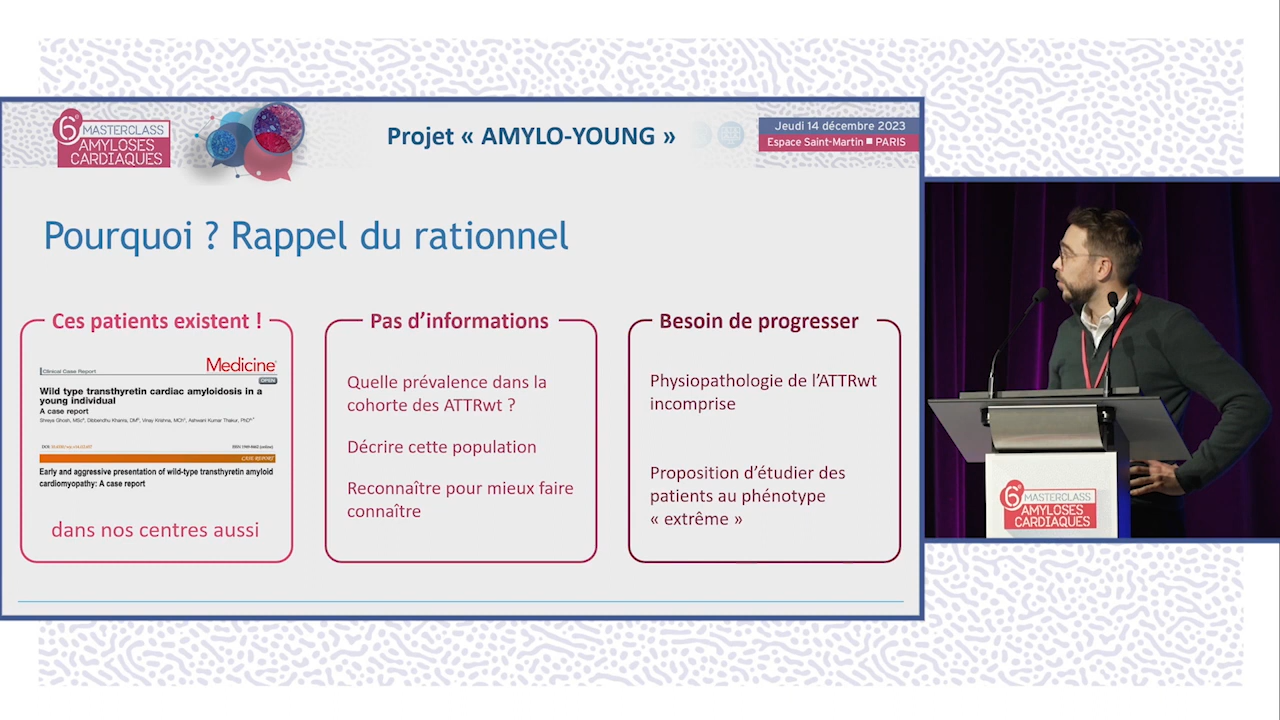 6e MASTERCLASS
AMYLOSES
CARDIAQUES
Projet « AMYLO-YOUNG »
Jeudi 14 décembre 2023
Espace Saint-Martin ■ PARIS
Pourquoi ? Rappel du rationnel
Ces patients existent !
Medicine
Clinical Case Report
OPEN
Wild type transthyretin cardiac amyloidosis in a
young individual
A case report
CASE REPORT
Early and aggressive presentation of wild-type transthyretin amyloid
cardiomyopathy: A case report
dans nos centres aussi
Pas d’informations
Quelle prévalence dans la
cohorte des ATTRwt ?
Décrire cette population
Reconnaître pour mieux faire
connaître
Besoin de progresser
Physiopathologie de l’ATTRwt
incomprise
Proposition d’étudier des
patients au phénotype
« extrême »
6e MASTERCLASS
AMYLOSES
CARDIAQUES